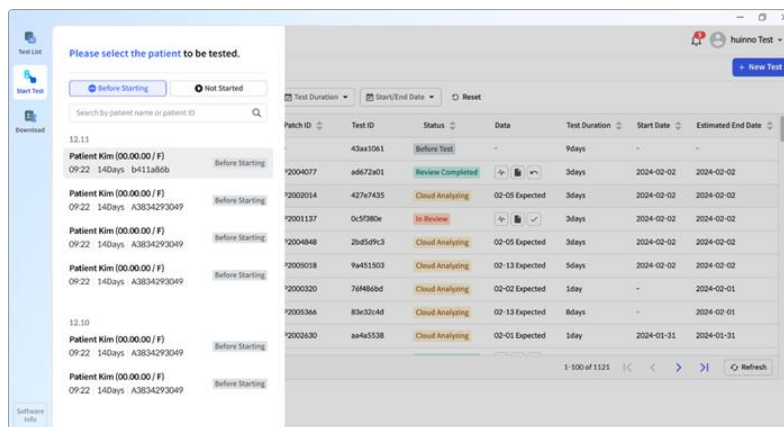 Test List
Start Test
Download
Software Info
Please select the patient to be tested.
Before Starting
Not Started
Search by patient name or patient ID
12.11
Patient Kim (00.00.00 / F)
09:22 14Days b411a86b
Before Starting
Patient Kim (00.00.00 / F)
09:22 14Days A3834293049
Before Starting
Patient Kim (00.00.00 / F)
09:22 14Days A3834293049
Before Starting
Patient Kim (00.00.00 / F)
09:22 14Days A3834293049
Before Starting
12.10
Patient Kim (00.00.00 / F)
09:22 14Days A3834293049
Before Starting
Patient Kim (00.00.00 / F)
09:22 14Days A3834293049
Before Starting
huinno Test
+ New Test
Test Duration
Start/End Date
Reset
Patch ID Test ID Status Data Test Duration Start Date Estimated End Date
- 43aa1061 Before Test - 9days - -
P2004077 ad672a01 Review Completed 3days 2024-02-02 2024-02-02
P2002014 427e7435 Cloud Analyzing 02-05 Expected 3days 2024-02-02 2024-02-02
P2001137 0c5f380e In Review 3days 2024-02-02 2024-02-02
P2004848 2bd5d9c3 Cloud Analyzing 02-05 Expected 3days 2024-02-02 2024-02-02
P2005018 9a451503 Cloud Analyzing 02-13 Expected 5days 2024-02-02 2024-02-02
P2000320 76f486bd Cloud Analyzing 02-02 Expected 1day - 2024-02-01
P2005366 83e32c4d Cloud Analyzing 02-13 Expected 8days - 2024-02-01
P2002630 aa4a5538 Cloud Analyzing 02-01 Expected 1day 2024-01-31 2024-01-31
1-100 of 1121
Refresh